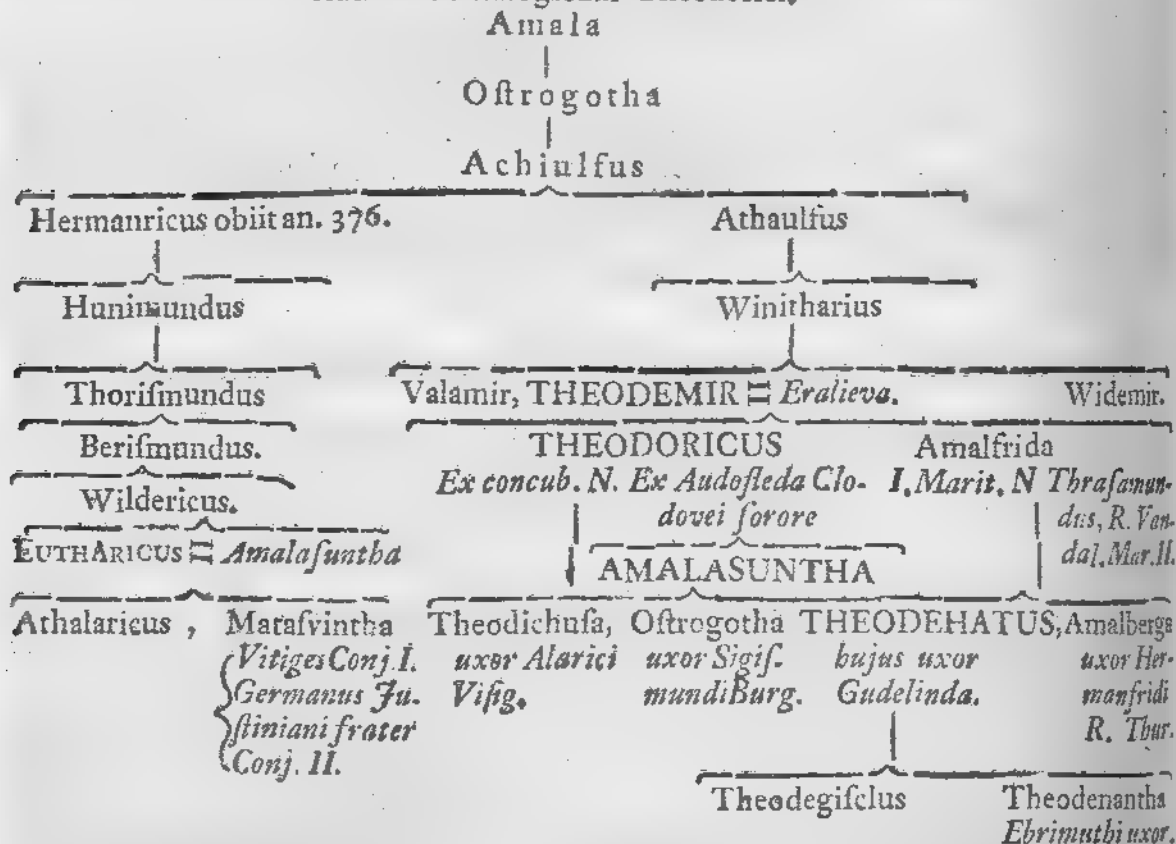 Amala
Oſtrogotha
Achiulfus
Hermanricus obiit an. 376. Athaulfus
Hunimundus Winitharius
Thoriſmundus Valamir, THEODEMIR II Eralieva. Widemir.
Beriſmundus. THEODORICUS Amalfrida
Wildericus. Ex concub. N. Ex Audofleda Clo- I. Marit. N Thraſamun-
dovei ſorore dus, R. Van-
EUTHARICUS II Amalaſuntha dal. Mar. II.
AMALASUNTHA
Athalaricus , Mataſvintha Theodichuſa, Oſtrogotha THEODEHATUS, Amalberga
Vitiges Conj. I. uxor Alarici uxor Sigiſ- hujus uxor uxor Her-
Germanus Ju- Viſig. mundi Burg. Gudelinda. manfridi
ſtiniani frater R. Thur.
Conj. II.
Theodegiſclus Theodenantha
Ebrimuthi uxor.